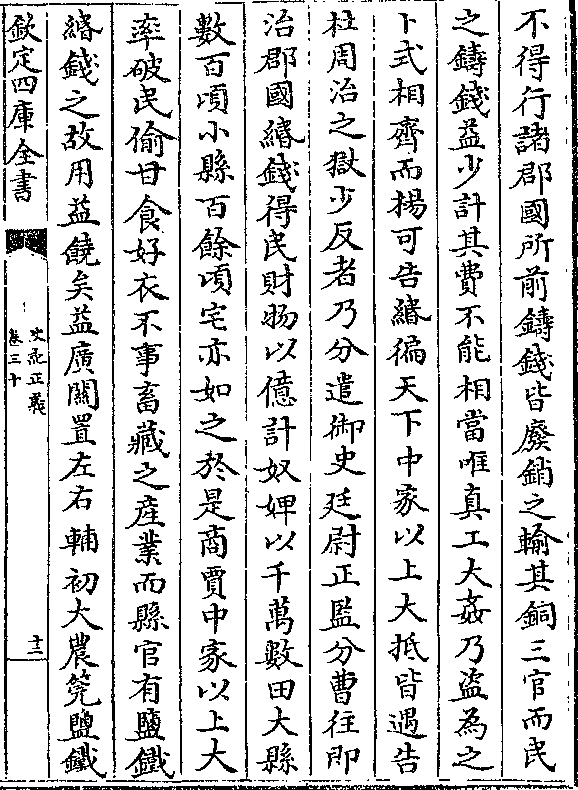 不得行諸郡國所前鑄錢皆廢銷之輸其銅三官而民
之鑄錢益少計其費不能相當唯真工大姦乃盜為之
卜式相齊而楊可告緡徧天下中家以上大抵皆遇告
杜周治之獄少反者乃分遣御史廷尉正監分曹往即
治郡國緡錢得民財物以億計奴婢以千萬數田大縣
數百頃小縣百餘頃宅亦如之於是商賈中家以上大
率破民偷甘食好衣不事畜藏之産業而縣官有鹽鐵
緡錢之故用益饒矣益廣關置左右輔初大農筦鹽鐵
欽定四庫全書
史記正義
卷三十
十三